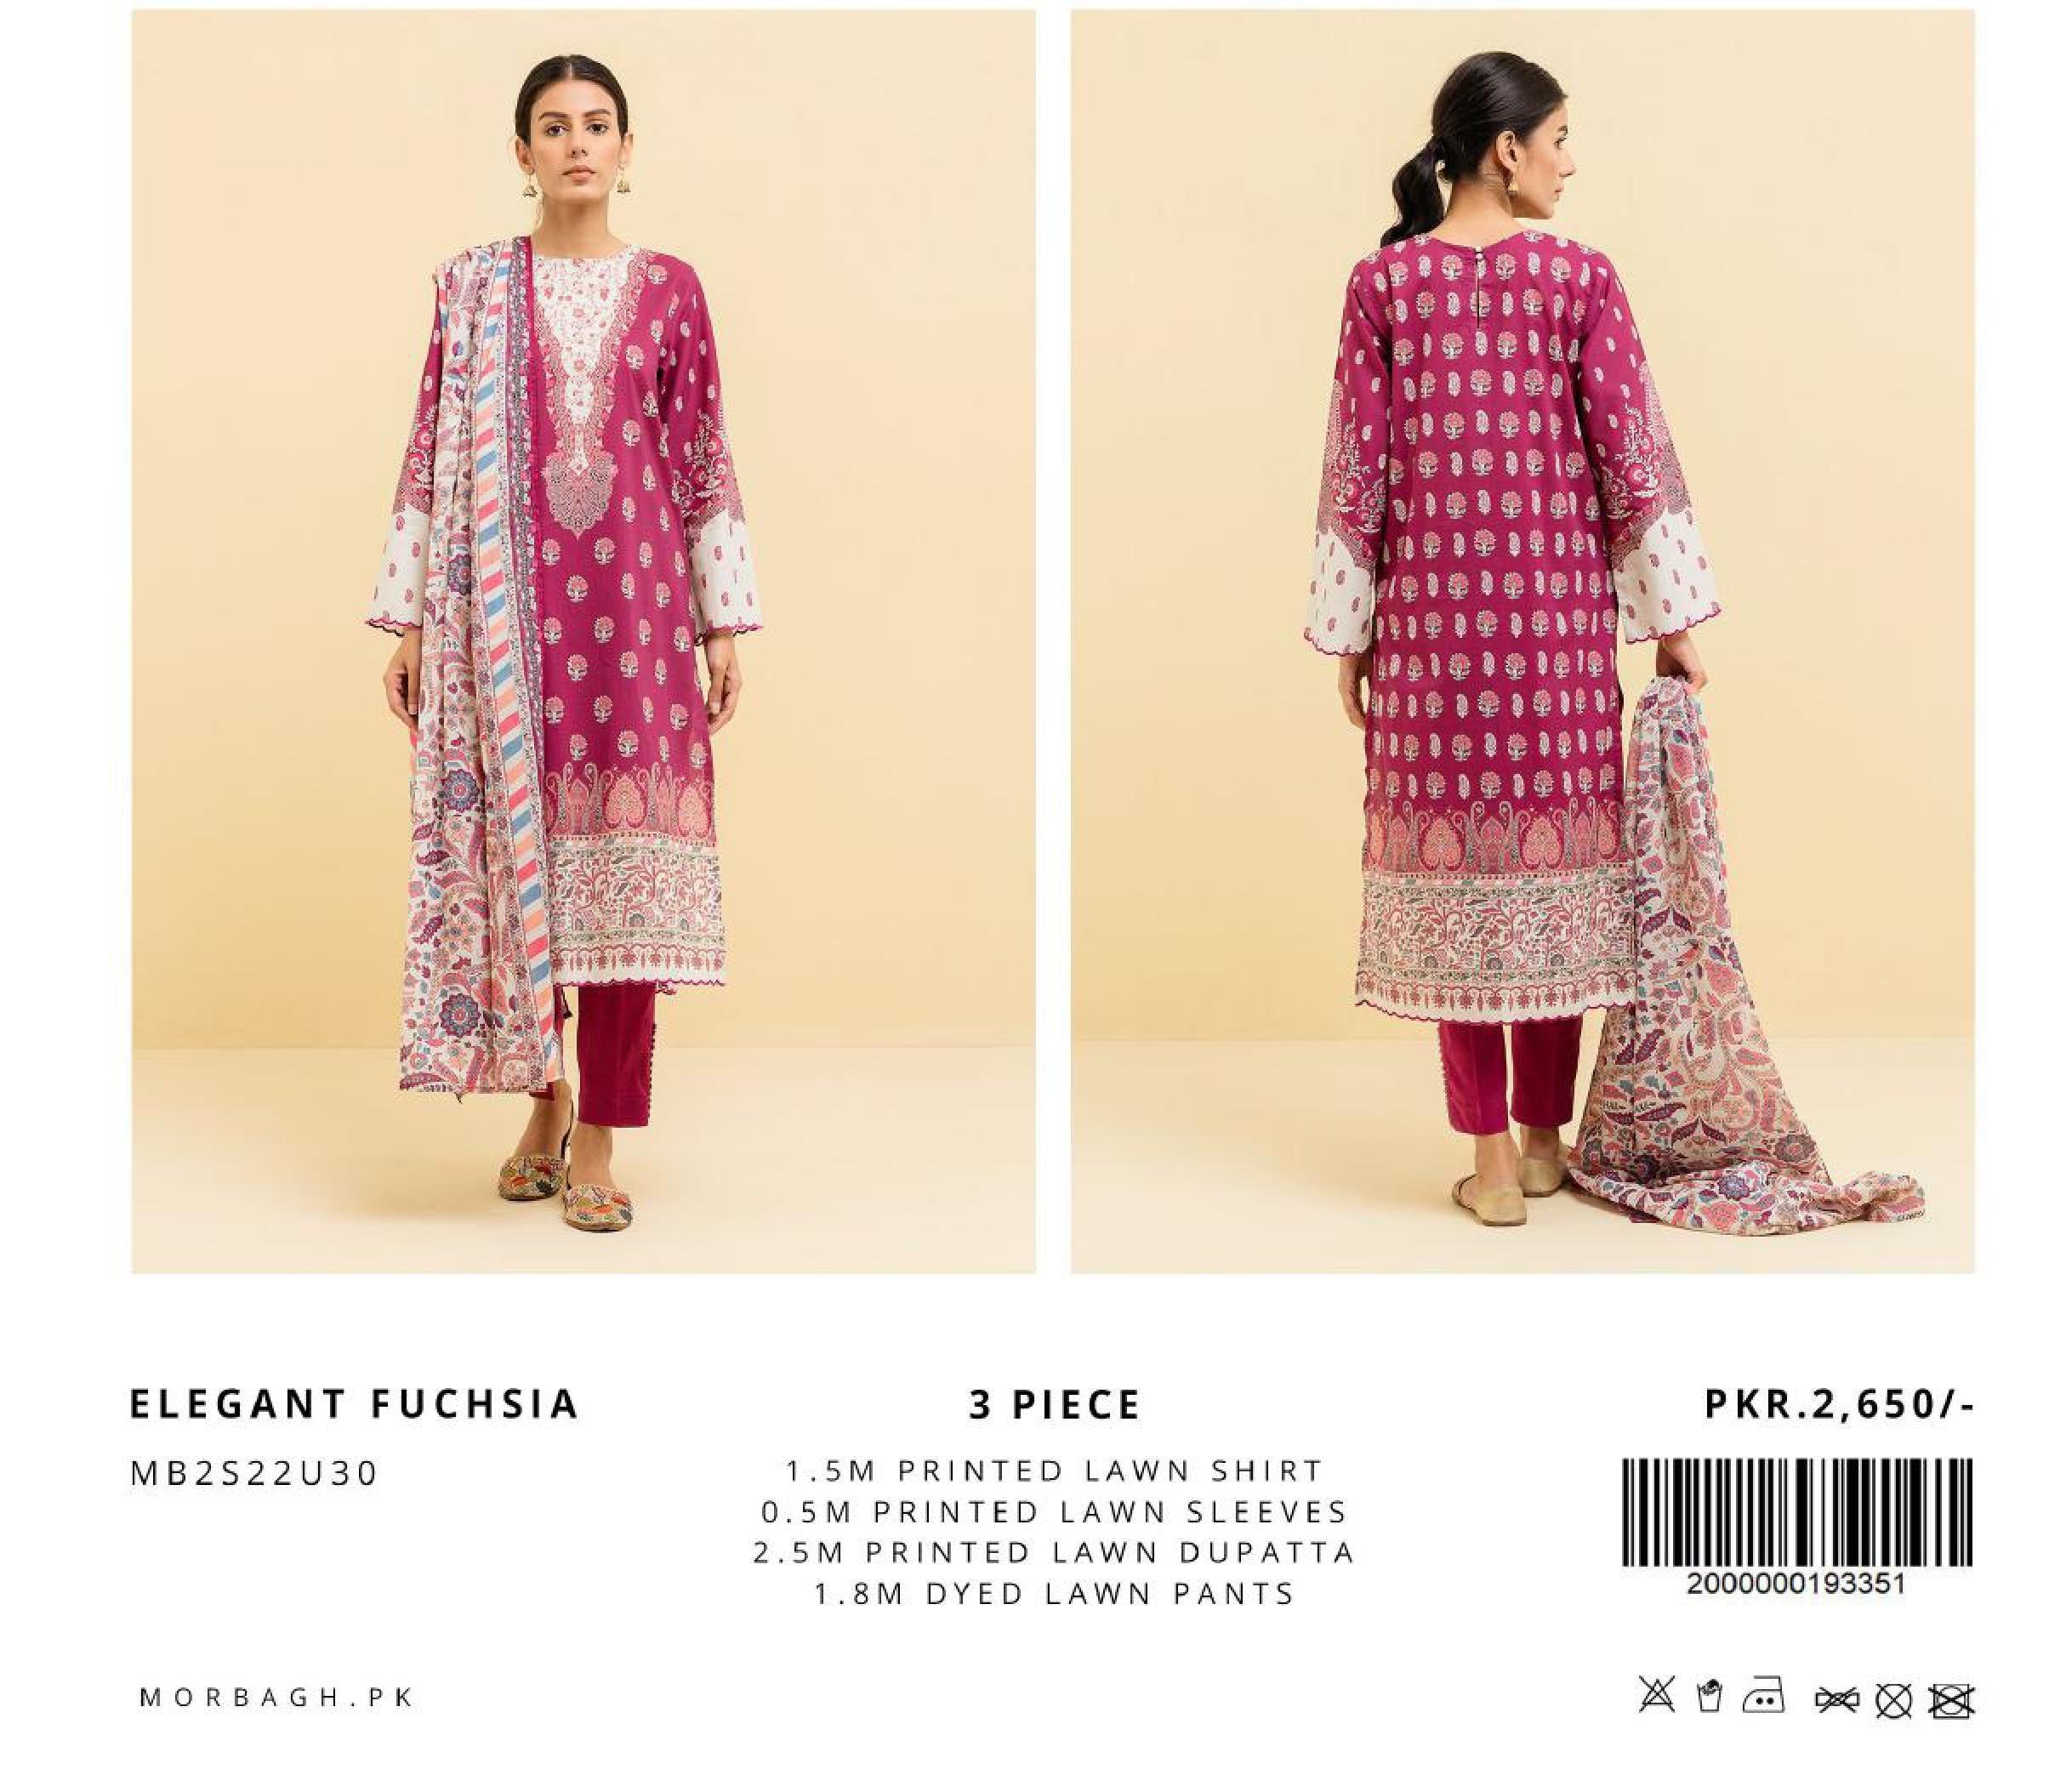 ELEGANT FUCHSIA
MB2S22U30
3 PIECE
1.5M PRINTED LAWN SHIRT
0.5M PRINTED LAWN SLEEVES
2.5M PRINTED LAWN DUPATTA
1.8M DYED LAWN PANTS
PKR.2,650/-
2000000193351
MORBAGH.PK